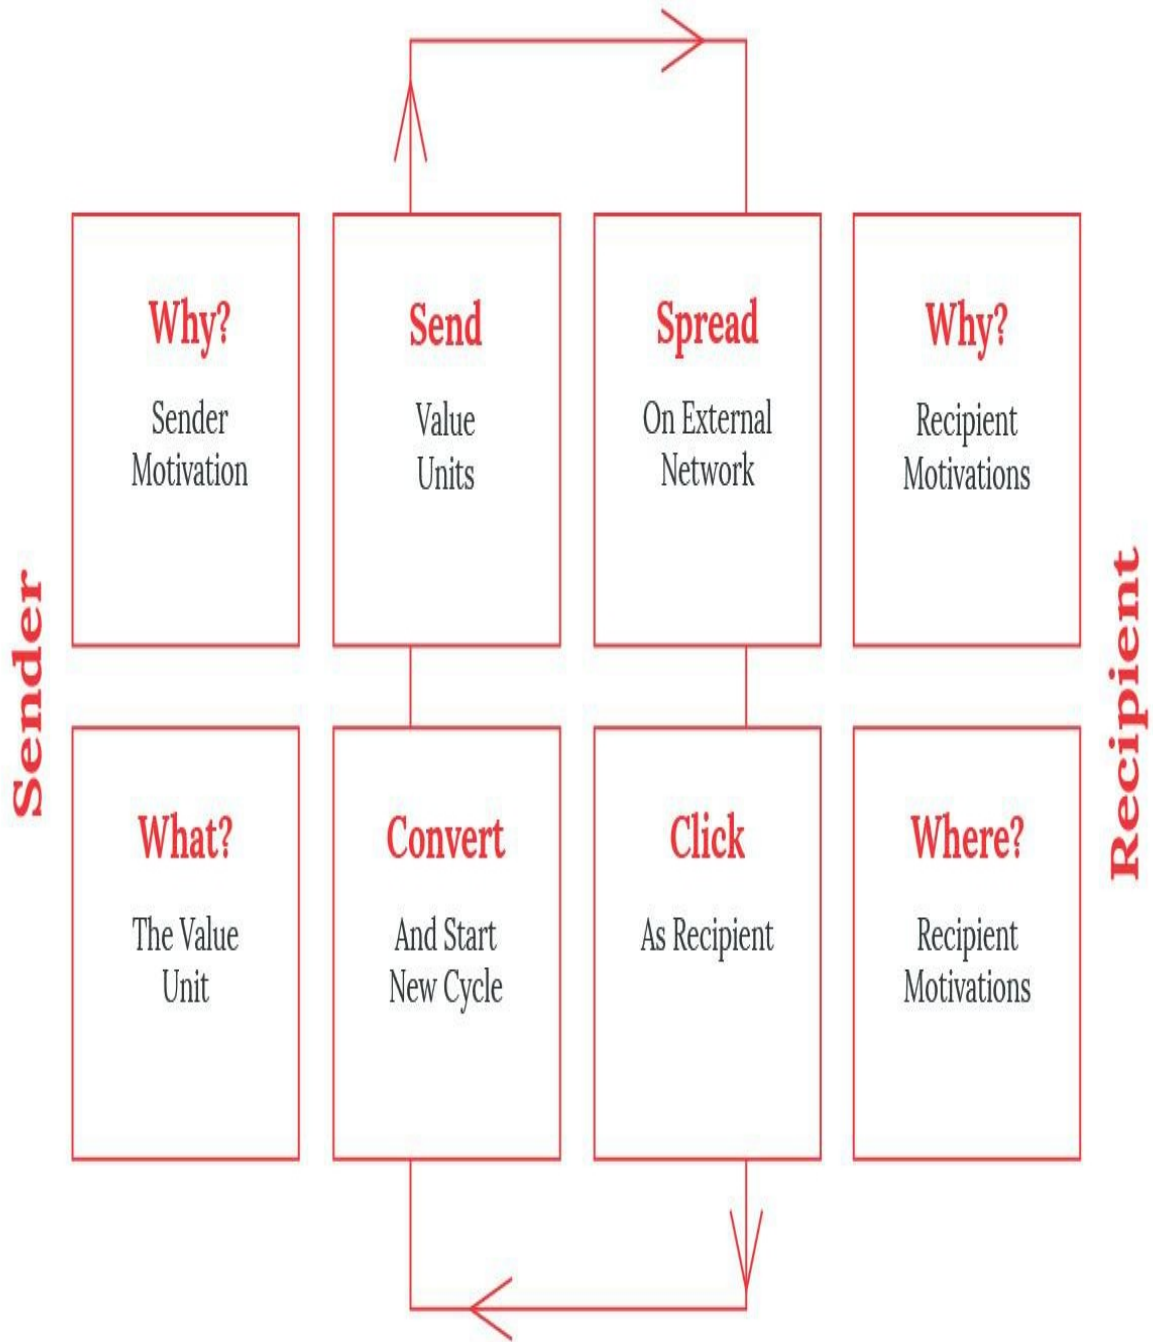 Sender
Why?
Sender
Motivation
Send
Value
Units
Spread
On External
Network
Why?
Recipient
Motivations
What?
The Value
Unit
Convert
And Start
New Cycle
Click
As Recipient
Where?
Recipient
Motivations
Recipient